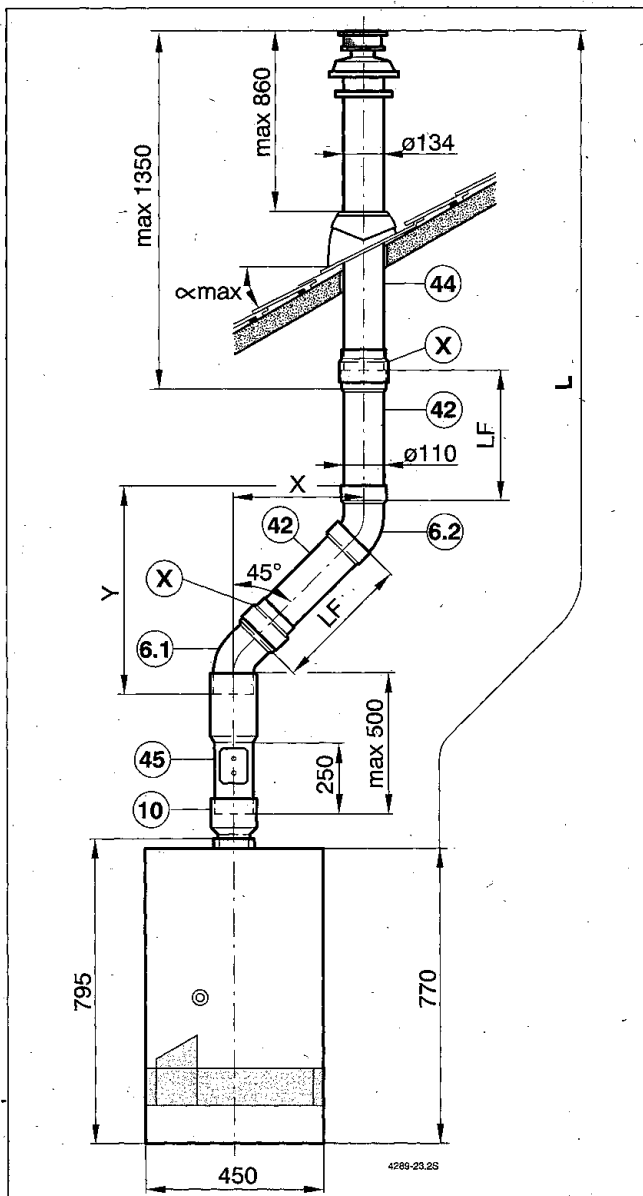 max 860
max 1350
ø134
∝max
44
X
42
LF
L
ø110
X
42
6.2
45°
X
LF
Y
6.1
max 500
45
250
10
795
770
450
4289-23.2S